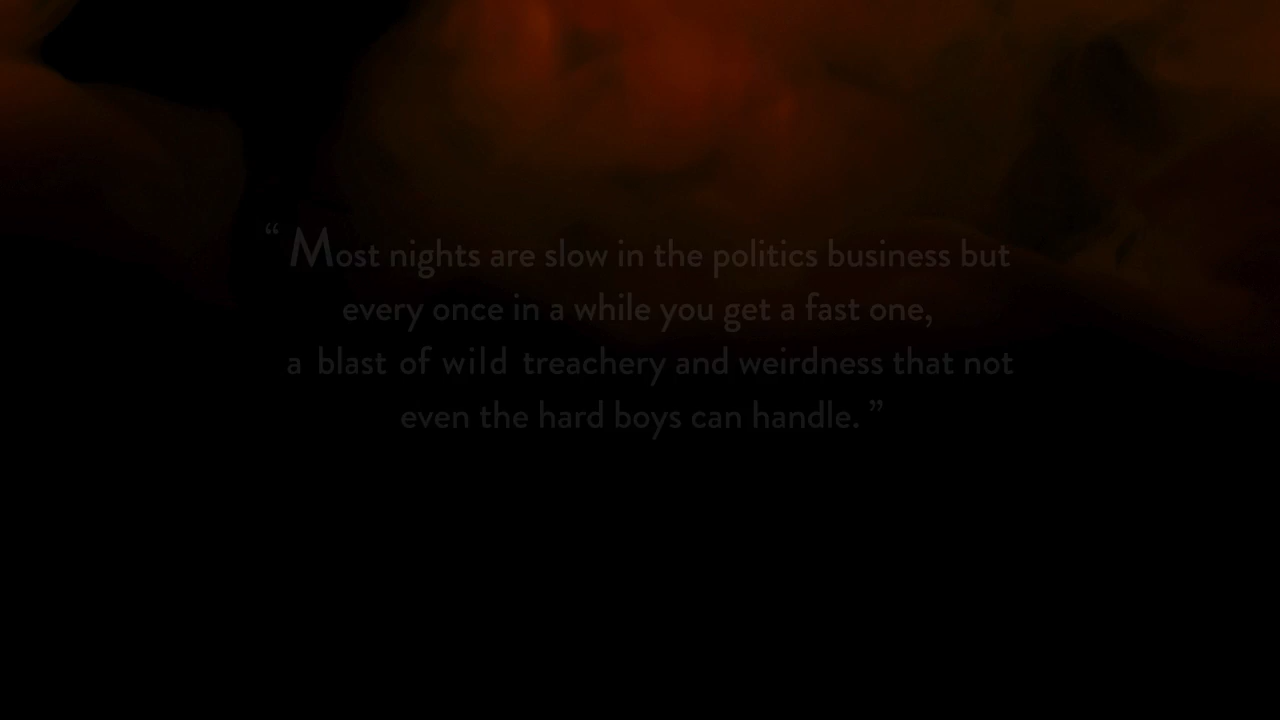 “ Most nights are slow in the politics business but
every once in a while you get a fast one,
a blast of wild treachery and weirdness that not
even the hard boys can handle. ”